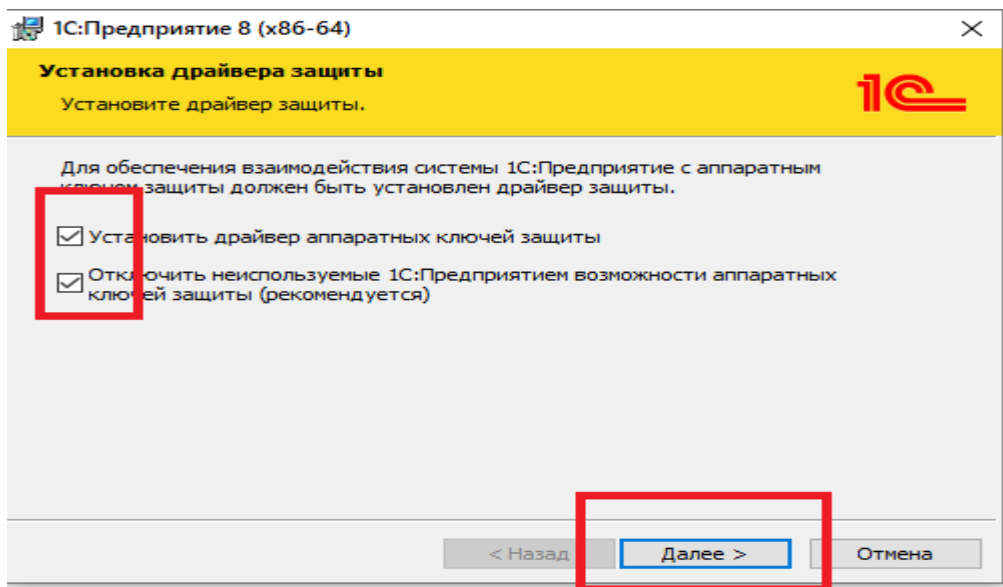 1С:Предприятие 8 (x86-64)
Установка драйвера защиты
Установите драйвер защиты.
1С
Для обеспечения взаимодействия системы 1С:Предприятие с аппаратным
ключом защиты должен быть установлен драйвер защиты.
Установить драйвер аппаратных ключей защиты
Отключить неиспользуемые 1С:Предприятием возможности аппаратных
ключей защиты (рекомендуется)
< Назад
Далее >
Отмена